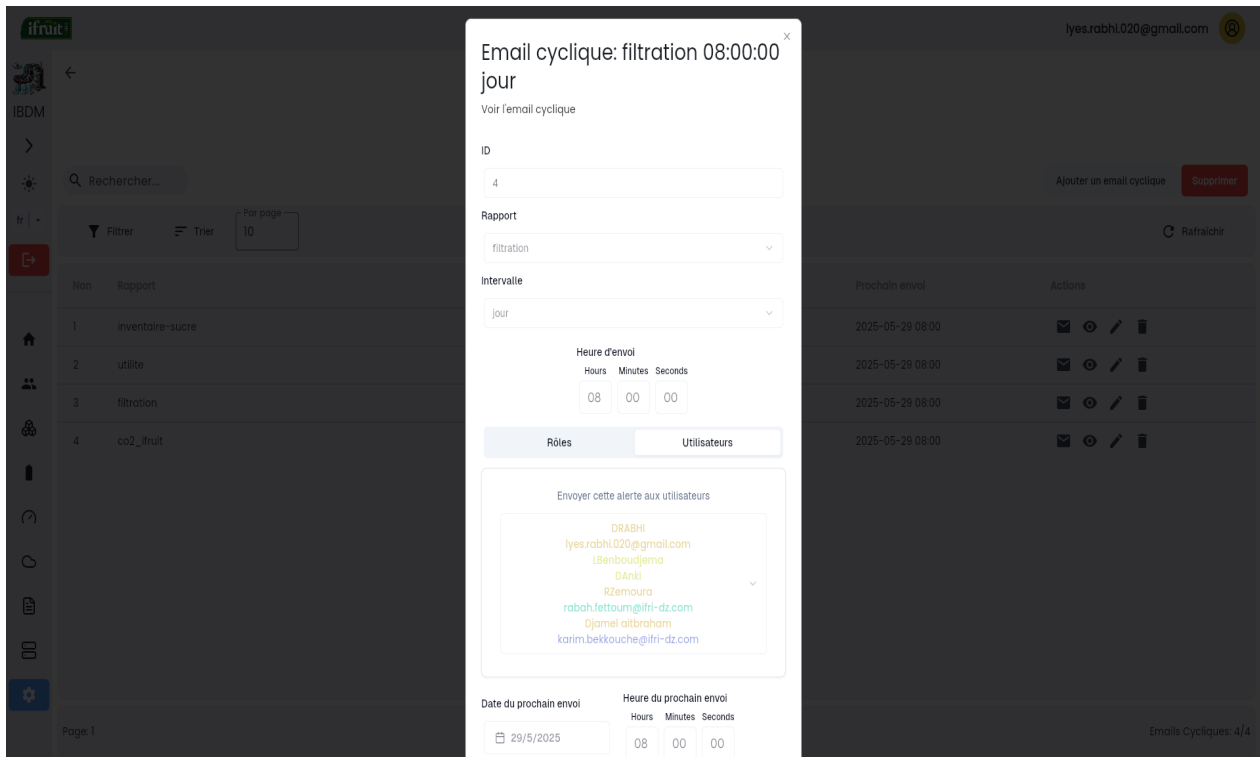 ifruit
lyes.rabhi.020@gmail.com
IBDM
fr
Rechercher...
Ajouter un email cyclique
Supprimer
Filtrer
Trier
Par page
10
Rafraichir
Non Rapport Prochain envoi Actions
1 inventaire-sucre 2025-05-29 08:00
2 utilite 2025-05-29 08:00
3 filtration 2025-05-29 08:00
4 co2_ifruit 2025-05-29 08:00
Page: 1
Emails Cycliques: 4/4
Email cyclique: filtration 08:00:00
jour
Voir l'email cyclique
ID
4
Rapport
filtration
Intervalle
jour
Heure d'envoi
Hours Minutes Seconds
08 00 00
Rôles Utilisateurs
Envoyer cette alerte aux utilisateurs
DRABHI
lyes.rabhi.020@gmail.com
LBenboudjema
DAnki
RZemoura
rabah.fettoum@ifri-dz.com
Djamel aitbraham
karim.bekkouche@ifri-dz.com
Date du prochain envoi
29/5/2025
Heure du prochain envoi
Hours Minutes Seconds
08 00 00